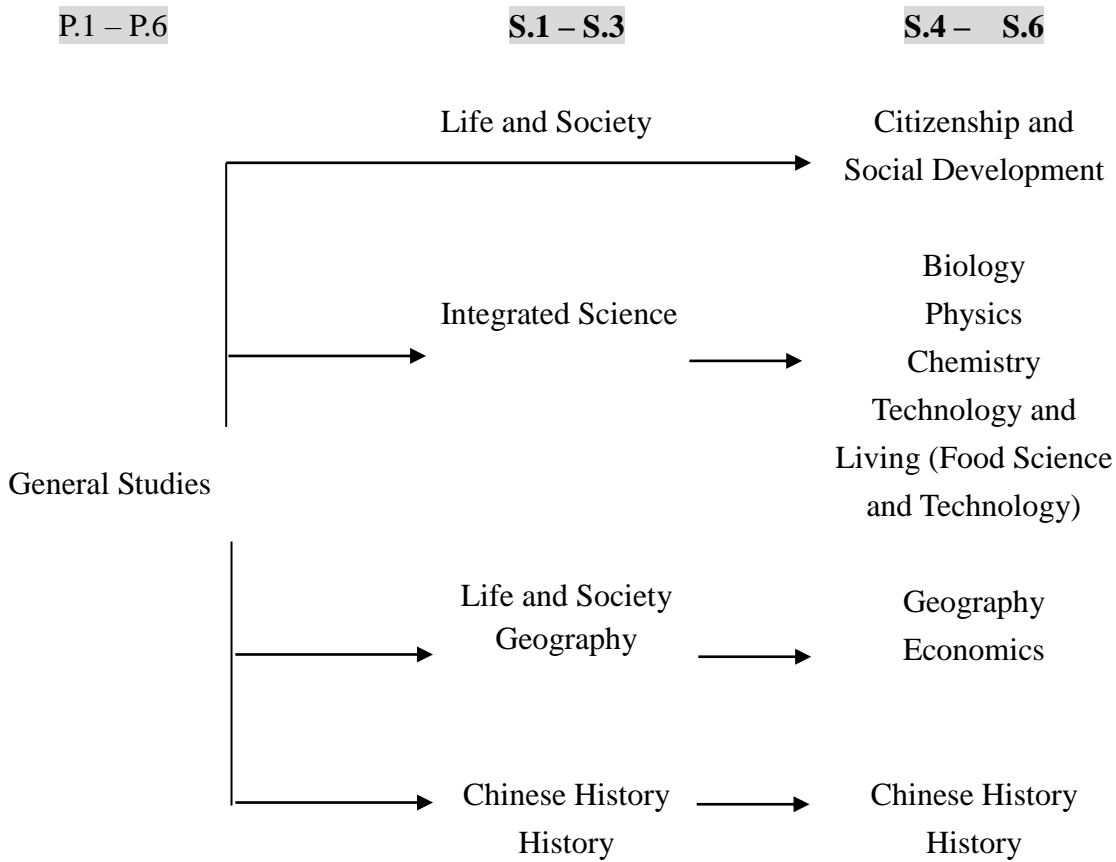 P.1 – P.6
S.1 – S.3
S.4 – S.6
Life and Society
Citizenship and
Social Development
Integrated Science
Biology
Physics
Chemistry
Technology and
Living (Food Science
and Technology)
General Studies
Life and Society
Geography
Geography
Economics
Chinese History
History
Chinese History
History